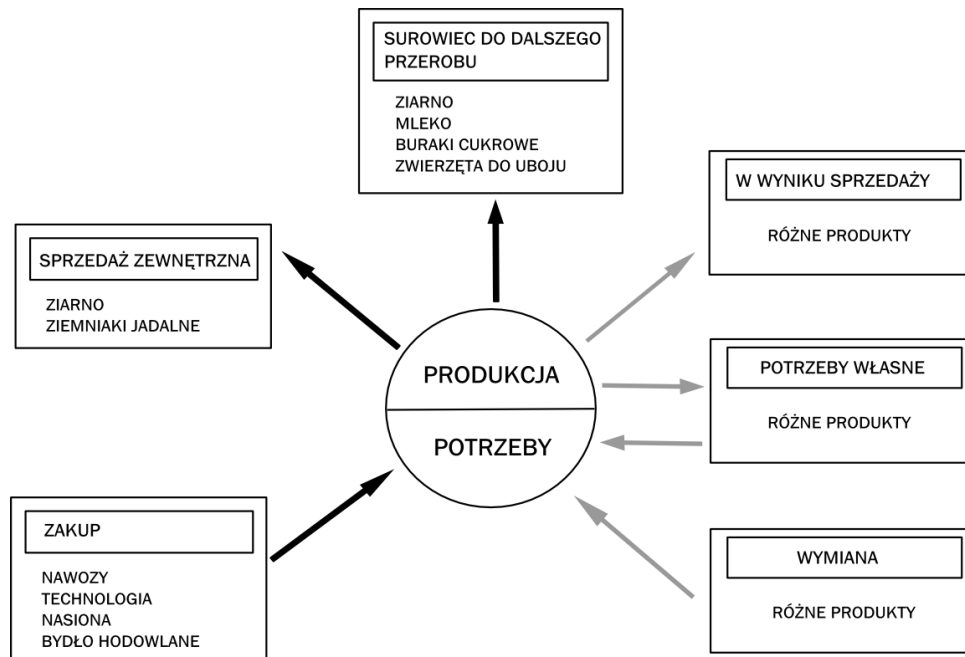 SUROWIEC DO DALSZEGO
PRZEROBU
ZIARNO
MLEKO
BURAKI CUKROWE
ZWIERZĘTA DO UBOJU
W WYNIKU SPRZEDAŻY
RÓŻNE PRODUKTY
SPRZEDAŻ ZEWNĘTRZNA
ZIARNO
ZIEMNIAKI JADALNE
PRODUKCJA
POTRZEBY
POTRZEBY WŁASNE
RÓŻNE PRODUKTY
ZAKUP
NAWOZY
TECHNOLOGIA
NASIONA
BYDŁO HODOWLANE
WYMIANA
RÓŻNE PRODUKTY